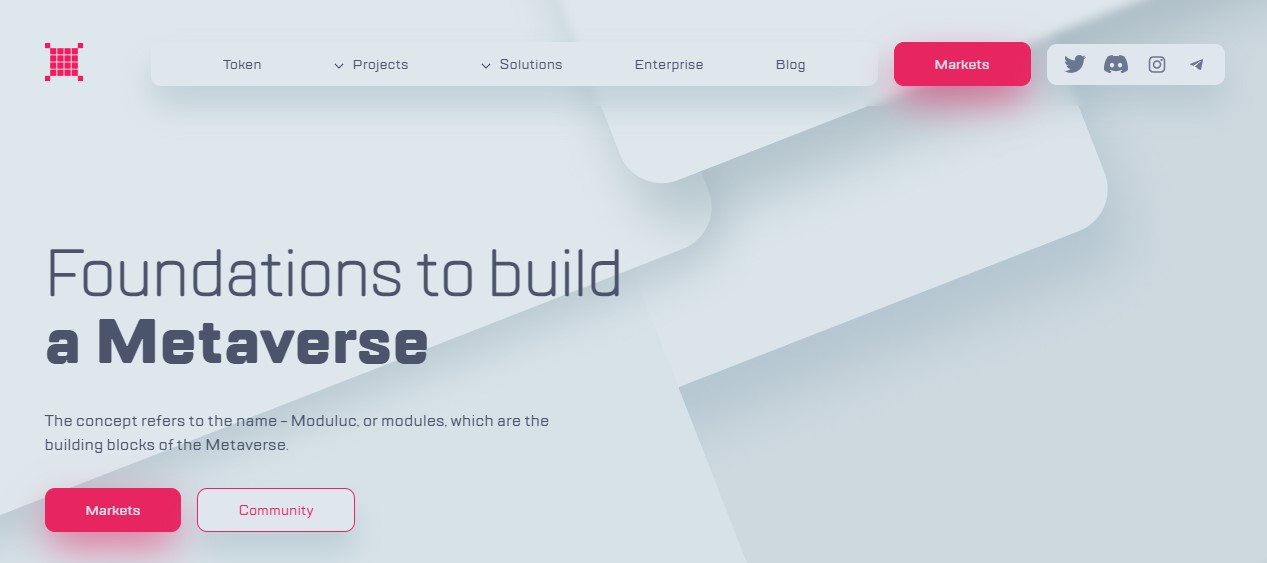 Token Projects Solutions Enterprise Blog Markets
Foundations to build
a Metaverse
The concept refers to the name – Moduluc, or modules, which are the
building blocks of the Metaverse.
Markets Community